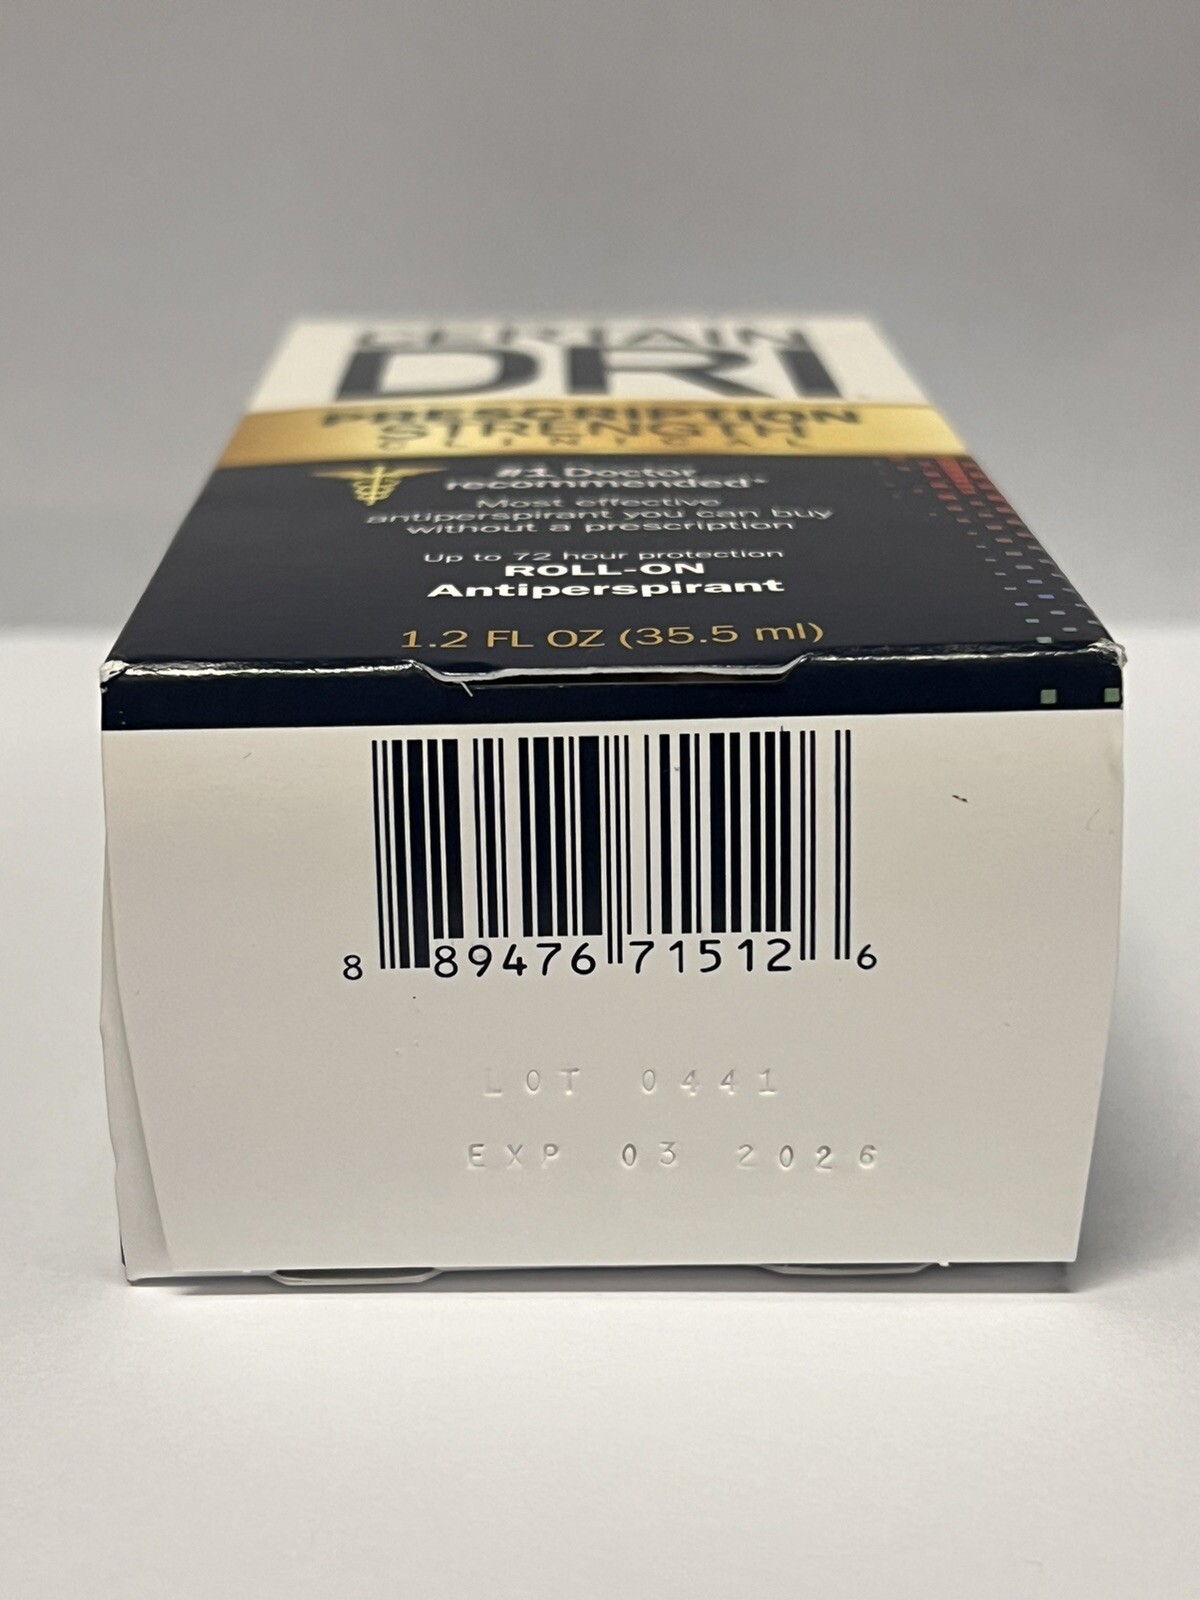 CERTAIN
DRI
PRESCRIPTION
STRENGTH
CLINICAL
#1 Doctor
recommended*
Most effective
antiperspirant you can buy
without a prescription
Up to 72 hour protection
ROLL-ON
Antiperspirant
1.2 FL OZ (35.5 ml)
8 89476 71512 6
LOT 0441
EXP 03 2026